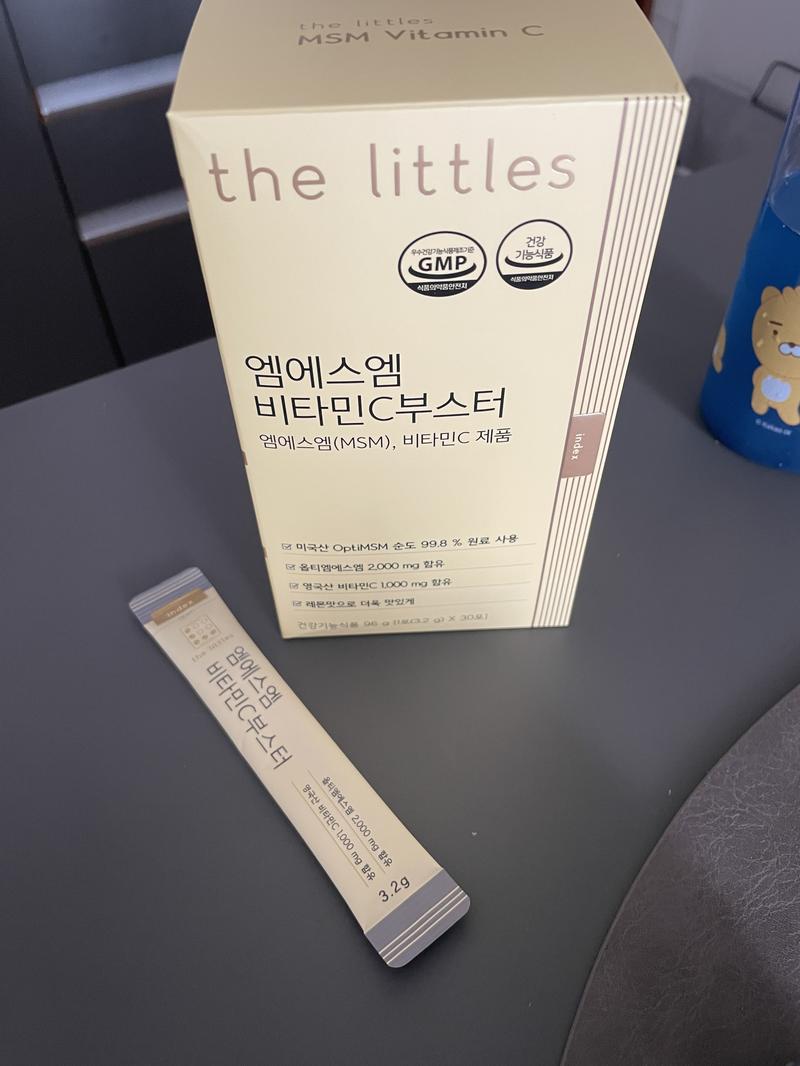 the littles
MSM Vitamin C
the littles
우수건강기능식품제조기준
GMP
식품의약품안전처
건강
기능식품
식품의약품안전처
엠에스엠
비타민C부스터
엠에스엠(MSM), 비타민C 제품
index
미국산 OptiMSM 순도 99.8 % 원료 사용
옵티엠에스엠 2,000 mg 함유
영국산 비타민C 1,000 mg 함유
레몬맛으로 더욱 맛있게
건강기능식품 96 g [1포(3.2 g) X 30포]
index
the littles
엠에스엠
비타민C부스터
옵티엠에스엠 2,000 mg 함유
영국산 비타민C 1,000 mg 함유
3.2g